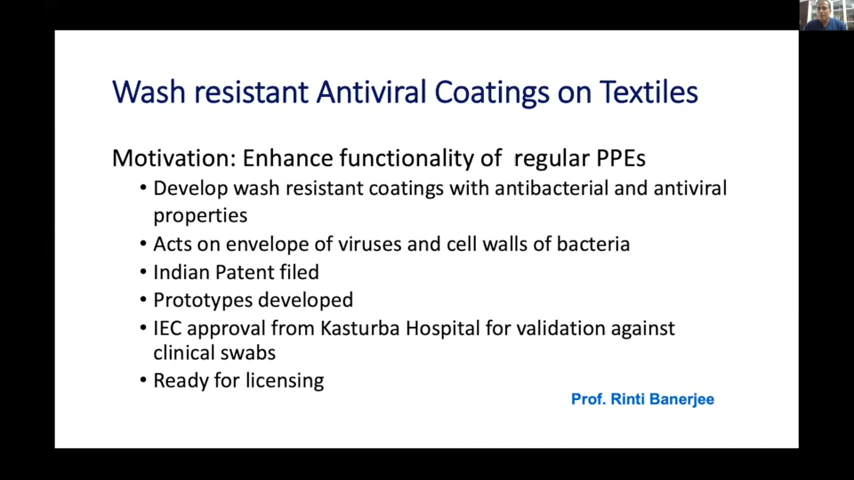 Wash resistant Antiviral Coatings on Textiles
Motivation: Enhance functionality of regular PPEs
• Develop wash resistant coatings with antibacterial and antiviral
properties
• Acts on envelope of viruses and cell walls of bacteria
• Indian Patent filed
• Prototypes developed
• IEC approval from Kasturba Hospital for validation against
clinical swabs
• Ready for licensing
Prof. Rinti Banerjee